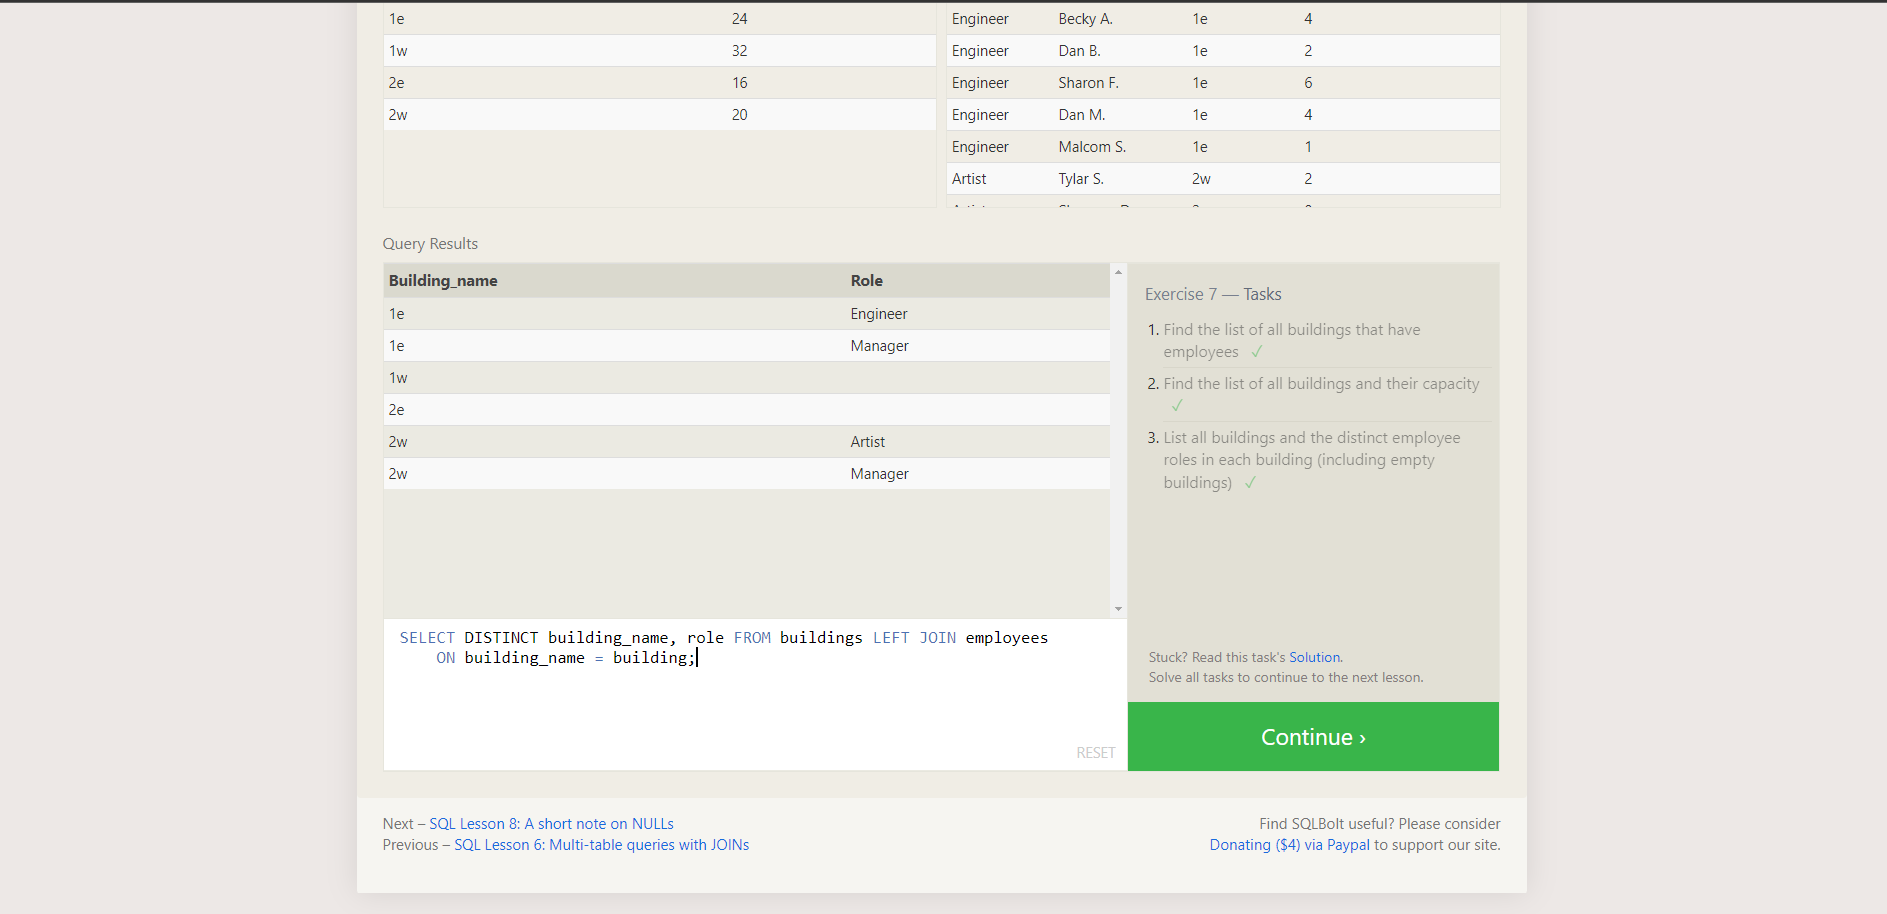 1e 24
1w 32
2e 16
2w 20
Engineer Becky A. 1e 4
Engineer Dan B. 1e 2
Engineer Sharon F. 1e 6
Engineer Dan M. 1e 4
Engineer Malcom S. 1e 1
Artist Tylar S. 2w 2
Query Results
Building_name Role
1e Engineer
1e Manager
1w
2e
2w Artist
2w Manager
SELECT DISTINCT building_name, role FROM buildings LEFT JOIN employees
ON building_name = building;
RESET
Exercise 7 — Tasks
1. Find the list of all buildings that have
employees ✓
2. Find the list of all buildings and their capacity
✓
3. List all buildings and the distinct employee
roles in each building (including empty
buildings) ✓
Stuck? Read this task's Solution.
Solve all tasks to continue to the next lesson.
Continue ›
Next – SQL Lesson 8: A short note on NULLs
Previous – SQL Lesson 6: Multi-table queries with JOINs
Find SQLBolt useful? Please consider
Donating ($4) via Paypal to support our site.